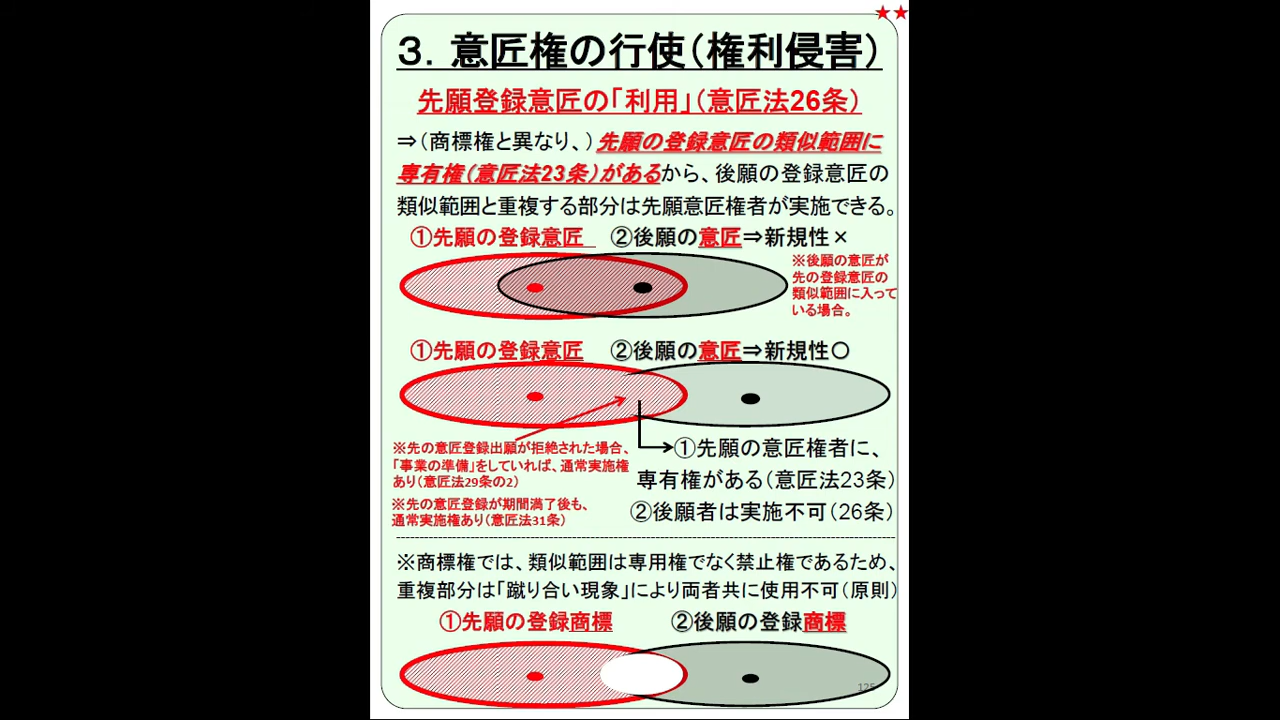 ★★
３．意匠権の行使（権利侵害）
先願登録意匠の「利用」（意匠法26条）
⇒（商標権と異なり、）先願の登録意匠の類似範囲に
専有権（意匠法23条）があるから、後願の登録意匠の
類似範囲と重複する部分は先願意匠権者が実施できる。
①先願の登録意匠　②後願の意匠⇒新規性×
※後願の意匠が
先の登録意匠の
類似範囲に入って
いる場合。
①先願の登録意匠　②後願の意匠⇒新規性〇
※先の意匠登録出願が拒絶された場合、
「事業の準備」をしていれば、通常実施権
あり（意匠法29条の2）
※先の意匠登録が期間満了後も、
通常実施権あり（意匠法31条）
①先願の意匠権者に、
専有権がある（意匠法23条）
②後願者は実施不可（26条）
※商標権では、類似範囲は専用権でなく禁止権であるため、
重複部分は「蹴り合い現象」により両者共に使用不可（原則）
①先願の登録商標　②後願の登録商標
125